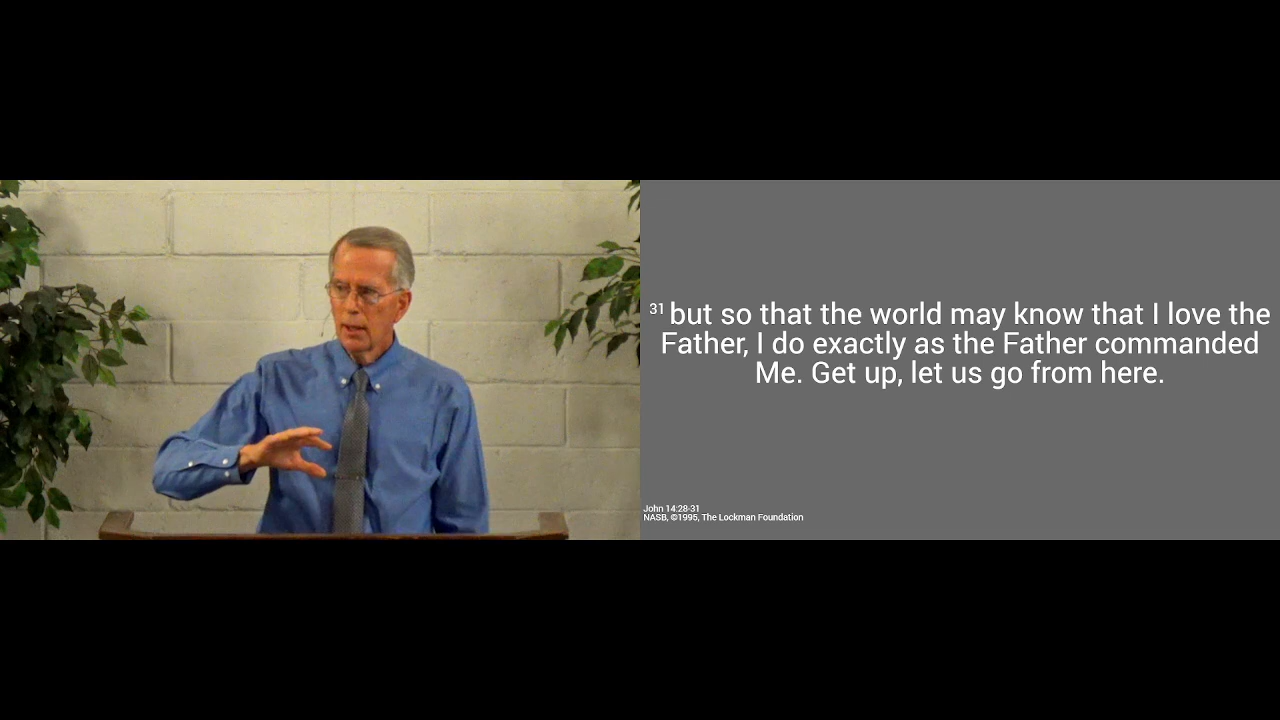 31 but so that the world may know that I love the
Father, I do exactly as the Father commanded
Me. Get up, let us go from here.
John 14:28-31
NASB, ©1995, The Lockman Foundation